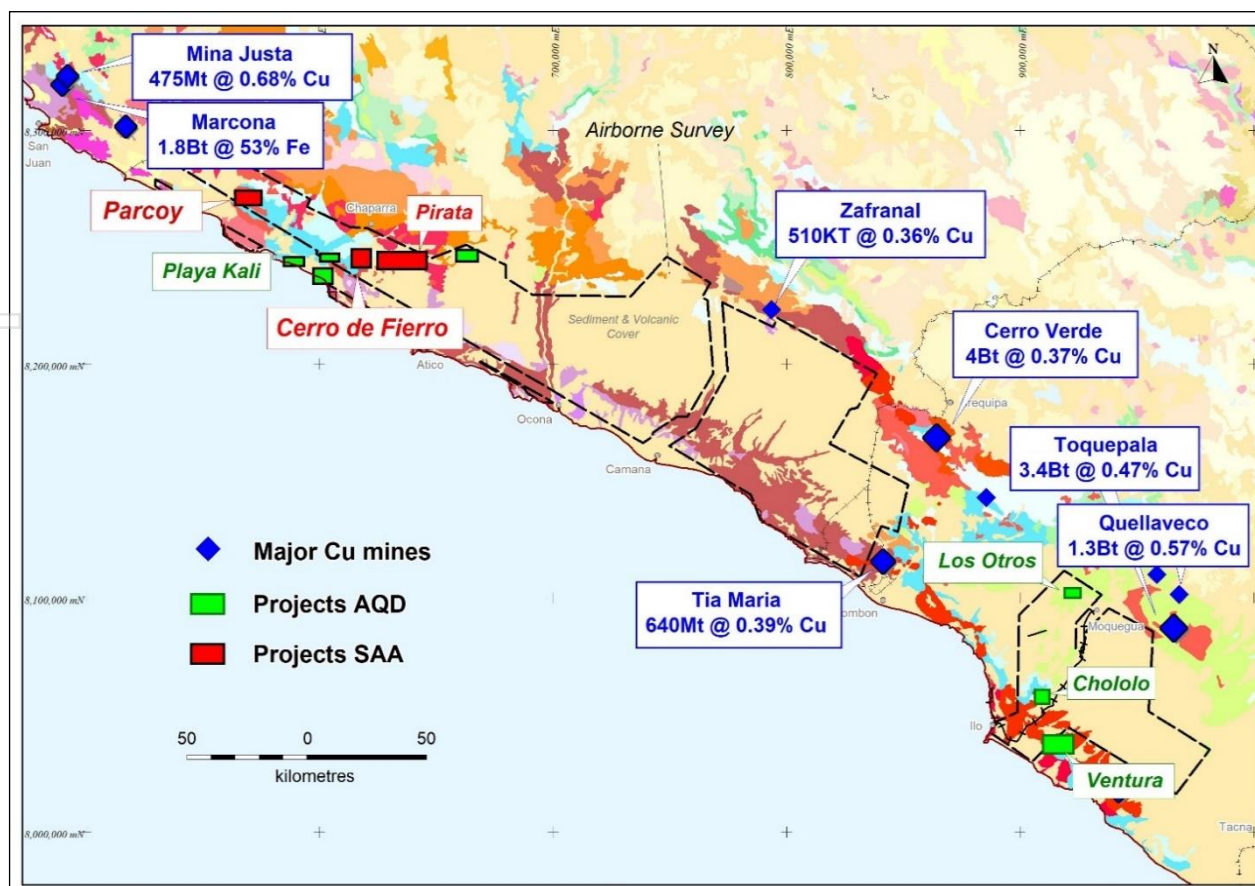 Mina Justa
475Mt @ 0.68% Cu
Marcona
1.8Bt @ 53% Fe
700,000 mE
800,000 mE
900,000 mE
N
Airborne Survey
8,300,000 mN
San
Juan
Parcoy
Chaparra
Pirata
Playa Kali
Cerro de Fierro
Sediment & Volcanic
Cover
Zafranal
510KT @ 0.36% Cu
Cerro Verde
4Bt @ 0.37% Cu
8,200,000 mN
Atico
Ocona
Camana
Toquepala
3.4Bt @ 0.47% Cu
Quellaveco
1.3Bt @ 0.57% Cu
Major Cu mines
Projects AQD
Projects SAA
Los Otros
8,100,000 mN
Tia Maria
640Mt @ 0.39% Cu
Moquegua
Chololo
Ilo
Ventura
50 0 50
kilometres
8,000,000 mN
Tacna